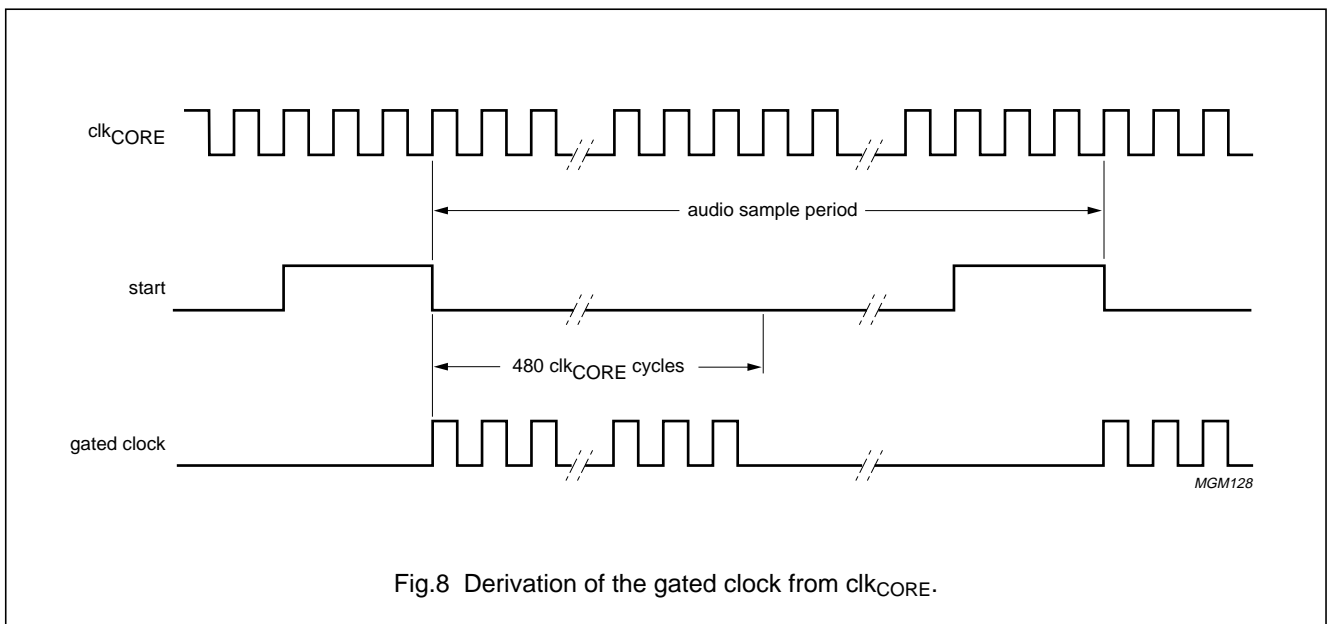 clkCORE
audio sample period
start
480 clkCORE cycles
gated clock
MGM128
Fig.8 Derivation of the gated clock from clkCORE.